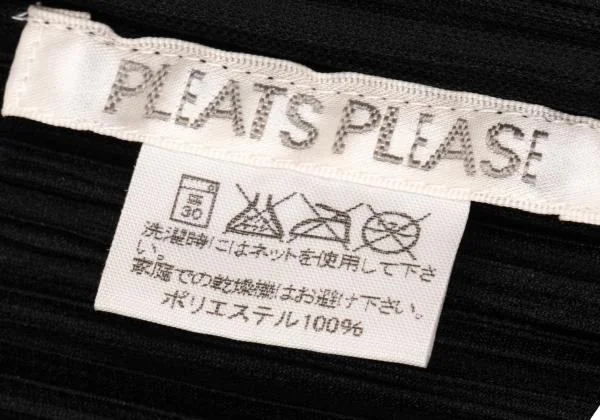 PLEATS PLEASE
弱
30
洗濯時にはネットを使用して下さ
い。
家庭での乾燥機はお避け下さい。
ポリエステル100%